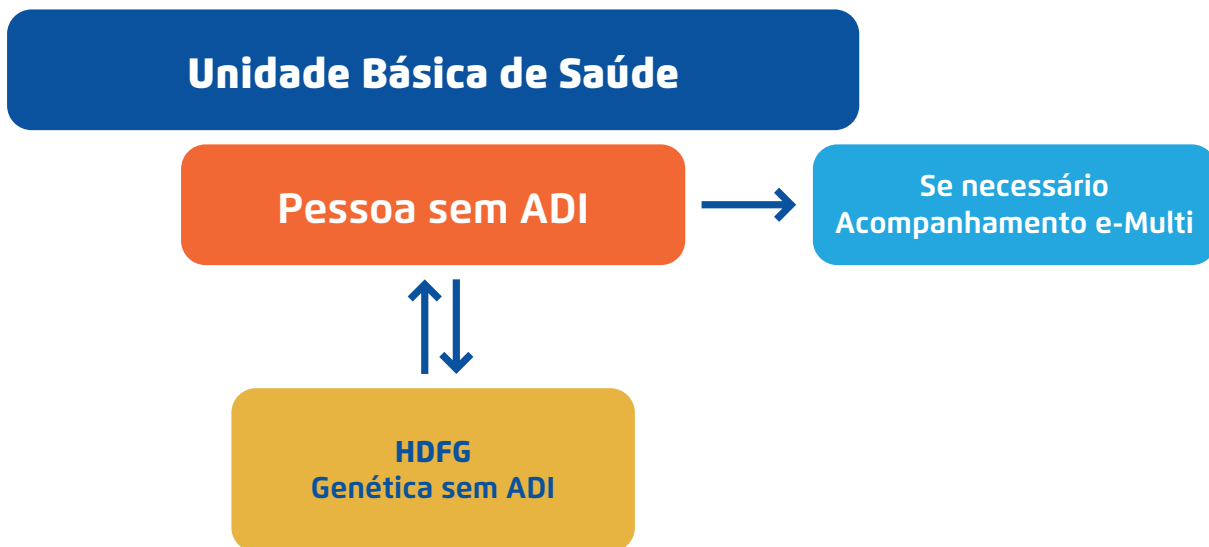 Unidade Básica de Saúde
Pessoa sem ADI
Se necessário
Acompanhamento e-Multi
HDFG
Genética sem ADI